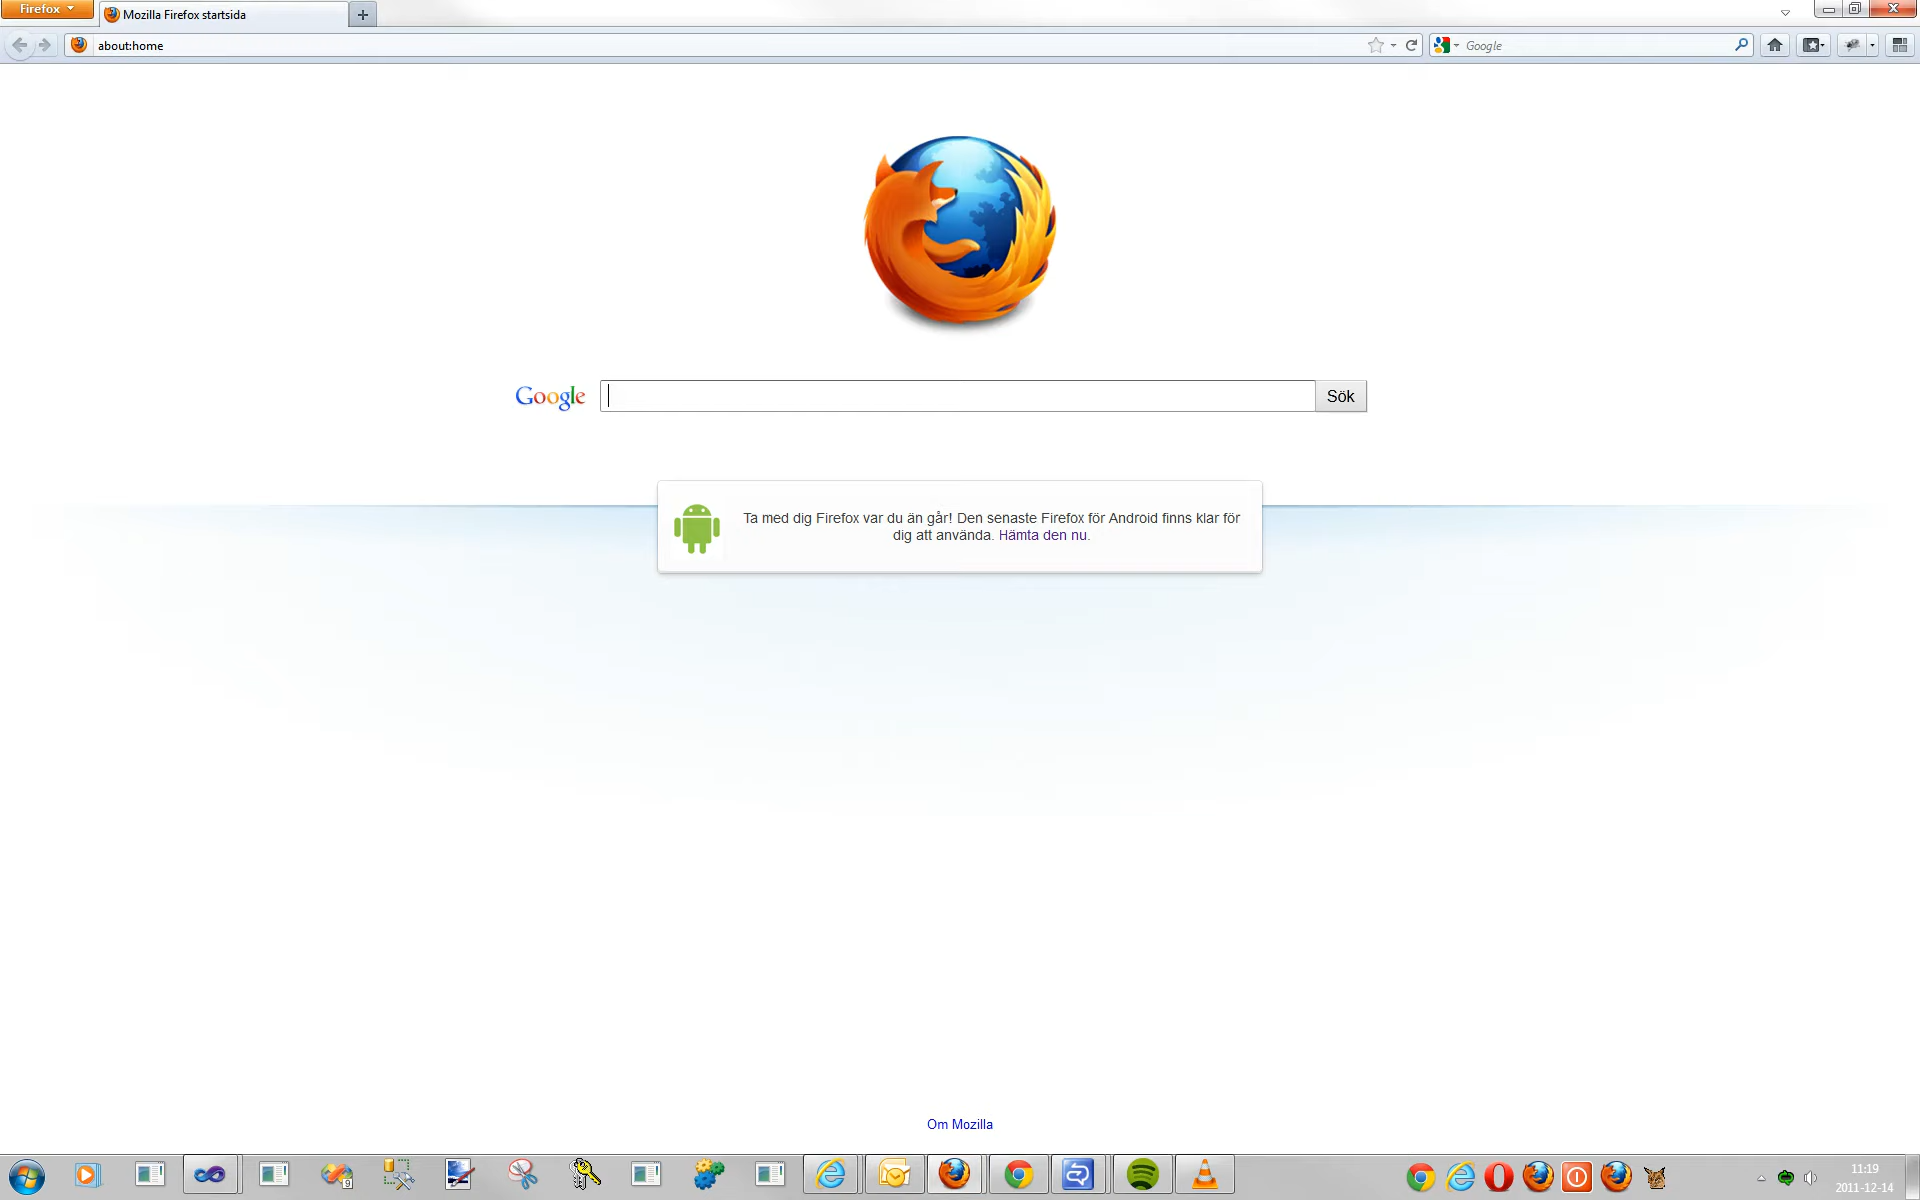 Firefox
Mozilla Firefox startsida
about:home
Google
Google
Sök
Ta med dig Firefox var du än går! Den senaste Firefox för Android finns klar för
dig att använda. Hämta den nu.
Om Mozilla
9
11:19
2011-12-14